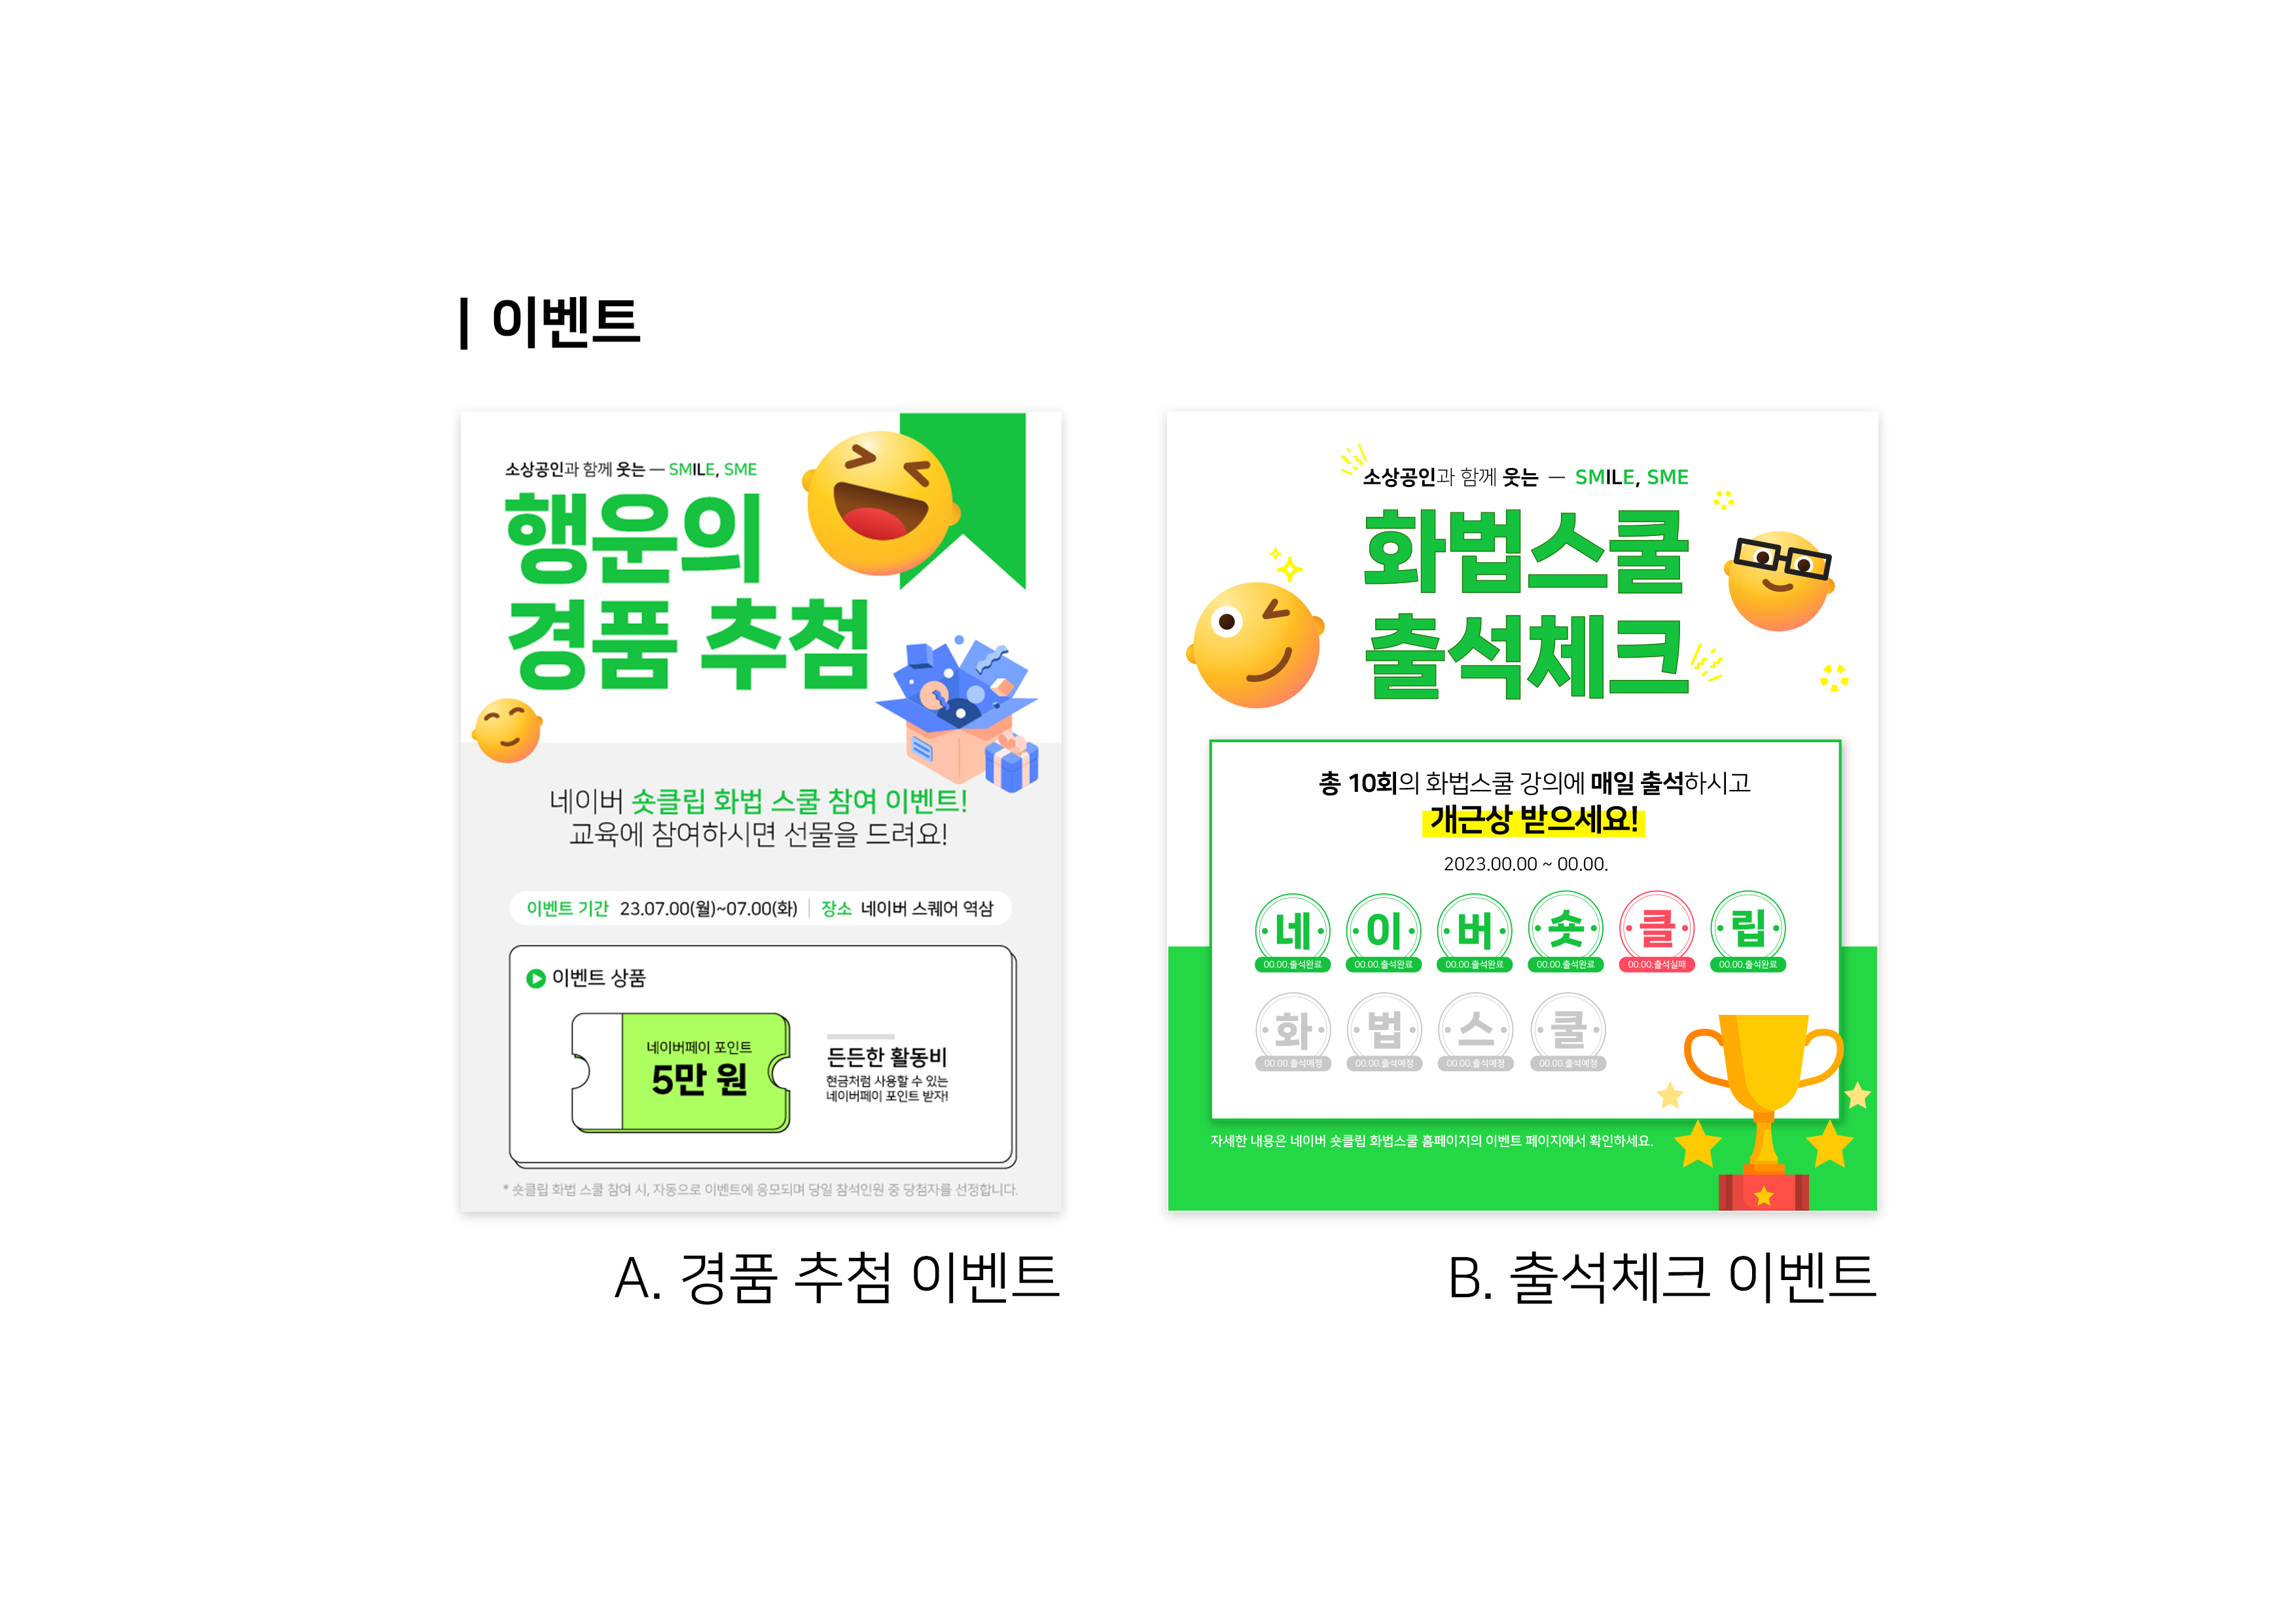 이벤트
소상공인과 함께 웃는 — SMILE, SME
행운의
경품 추첨
네이버 숏클립 화법 스쿨 참여 이벤트!
교육에 참여하시면 선물을 드려요!
이벤트 기간 23.07.00(월)~07.00(화) | 장소 네이버 스퀘어 역삼
이벤트 상품
네이버페이 포인트
5만 원
든든한 활동비
현금처럼 사용할 수 있는
네이버페이 포인트 받자!
* 숏클립 화법 스쿨 참여 시, 자동으로 이벤트에 응모되며 당일 참석인원 중 당첨자를 선정합니다.
A. 경품 추첨 이벤트
소상공인과 함께 웃는 — SMILE, SME
화법스쿨
출석체크
총 10회의 화법스쿨 강의에 매일 출석하시고
개근상 받으세요!
2023.00.00 ~ 00.00.
네 이 버 숏 클 립
00.00.출석완료 00.00.출석완료 00.00.출석완료 00.00.출석완료 00.00.출석실패 00.00.출석완료
화 법 스 쿨
00.00.출석예정 00.00.출석예정 00.00.출석예정 00.00.출석예정
자세한 내용은 네이버 숏클립 화법스쿨 홈페이지의 이벤트 페이지에서 확인하세요.
B. 출석체크 이벤트